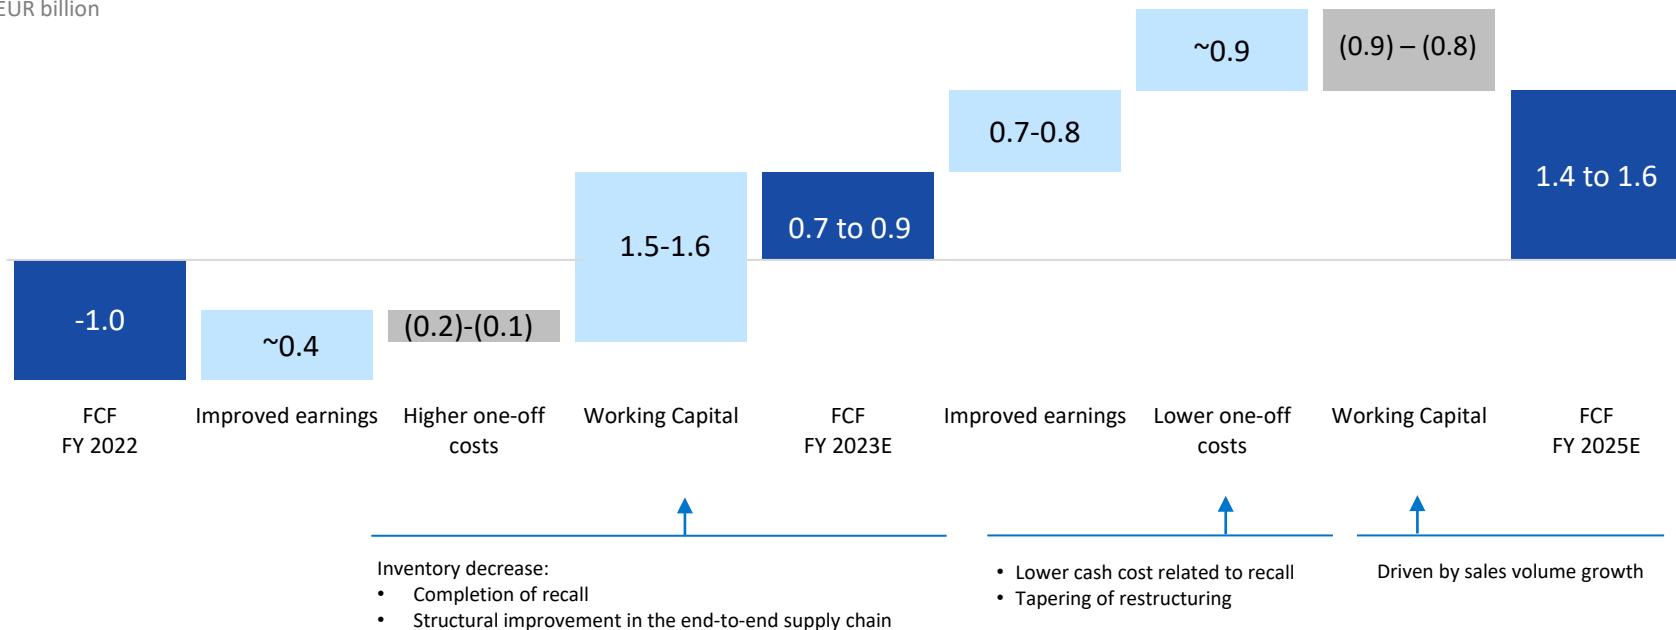 EUR billion
~0.9
(0.9) – (0.8)
0.7-0.8
1.4 to 1.6
1.5-1.6
0.7 to 0.9
-1.0
~0.4
(0.2)-(0.1)
FCF
FY 2022
Improved earnings
Higher one-off
costs
Working Capital
FCF
FY 2023E
Improved earnings
Lower one-off
costs
Working Capital
FCF
FY 2025E
Inventory decrease:
• Completion of recall
• Structural improvement in the end-to-end supply chain
• Lower cash cost related to recall
• Tapering of restructuring
Driven by sales volume growth